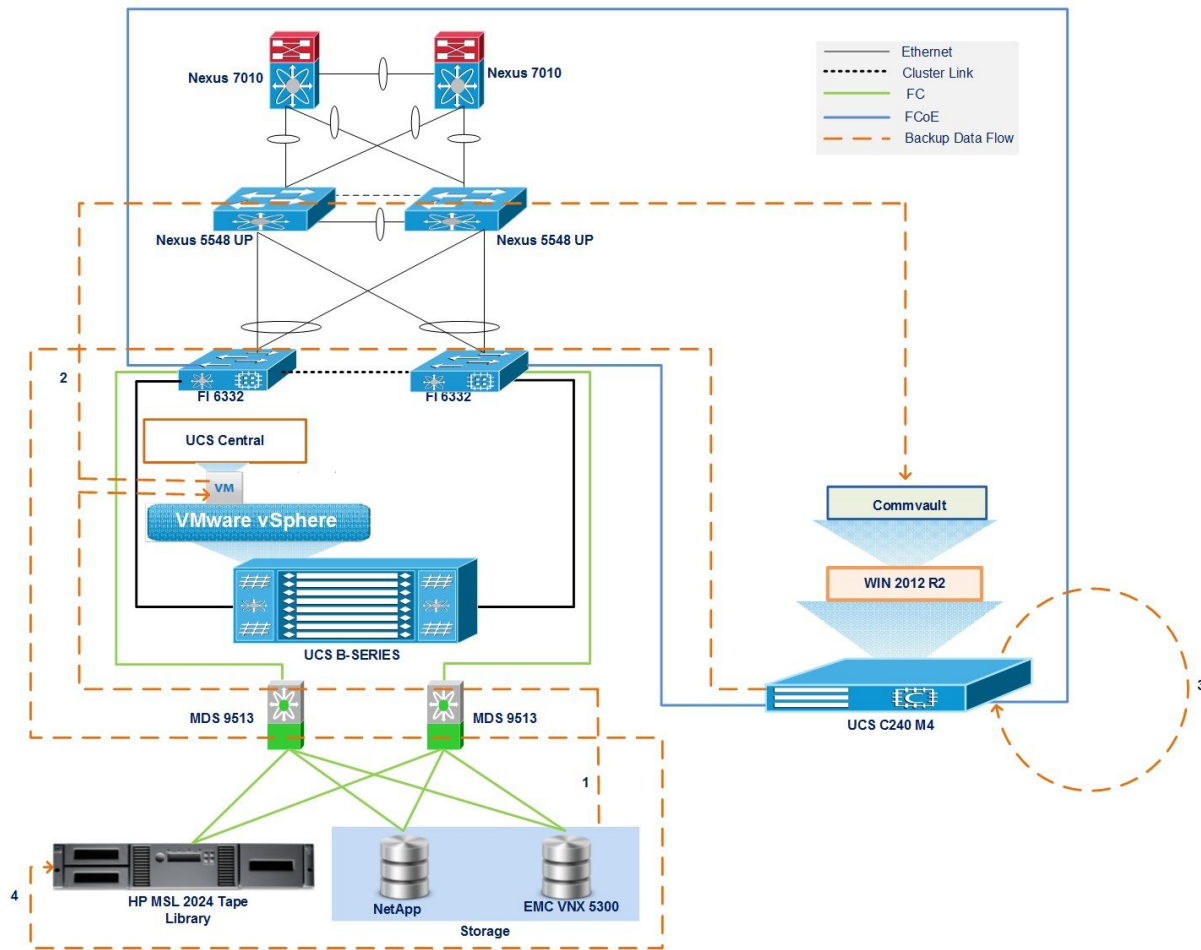 Nexus 7010
Nexus 7010
Ethernet
Cluster Link
FC
FCoE
Backup Data Flow
Nexus 5548 UP
Nexus 5548 UP
2
FI 6332
FI 6332
UCS Central
VM
VMware vSphere
Commvault
WIN 2012 R2
UCS B-SERIES
3
MDS 9513
MDS 9513
UCS C240 M4
1
4
HP MSL 2024 Tape
Library
NetApp
EMC VNX 5300
Storage